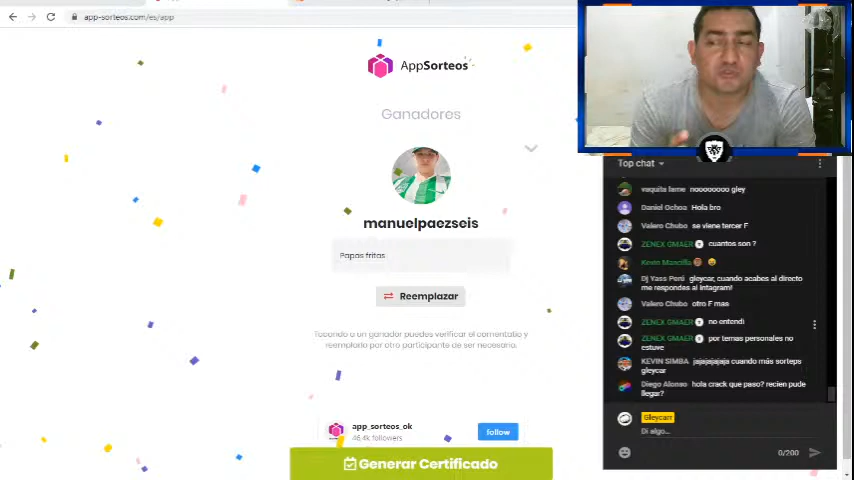 app-sorteos.com/es/app
AppSorteos
Ganadores
manuelpaezseis
Papas fritas
Reemplazar
Tocando a un ganador puedes verificar el comentario y
reemplazarlo por otro participante de ser necesario.
app_sorteos_ok
46,4k followers
follow
Generar Certificado
Top chat
vaquita lame nooooooo gley
Daniel Ochoa Hola bro
Valero Chubo se viene tercer F
ZENEX GMAER cuantos son ?
Kevin Mancilla
Dj Yass Perú gleycar, cuando acabes al directo
me respondes al Intagram!
Valero Chubo otro F mas
ZENEX GMAER no entendi
ZENEX GMAER por temas personales no
estuve
KEVIN SIMBA jajajajajaja cuando más sorteps
gleycar
Diego Alonso hola crack que paso? recien pude
llegar?
Gleycarr
Di algo...
0/200